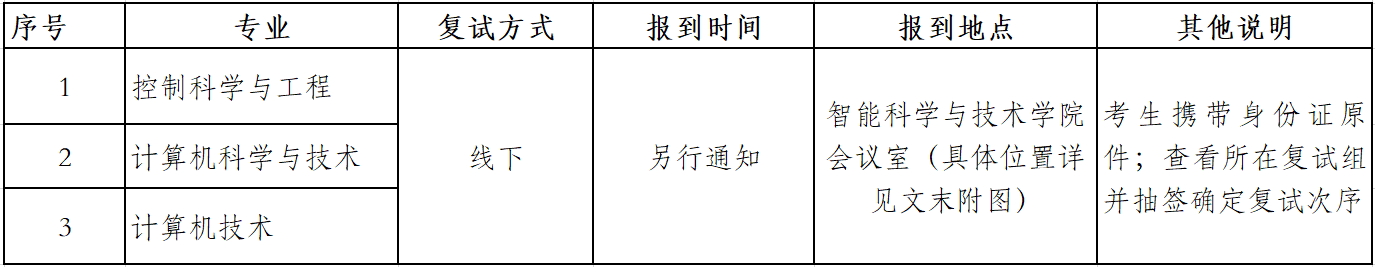 序号 专业 复试方式 报到时间 报到地点 其他说明
1 控制科学与工程
2 计算机科学与技术
3 计算机技术
线下
另行通知
智能科学与技术学院
会议室（具体位置详
见文末附图）
考生携带身份证原
件；查看所在复试组
并抽签确定复试次序